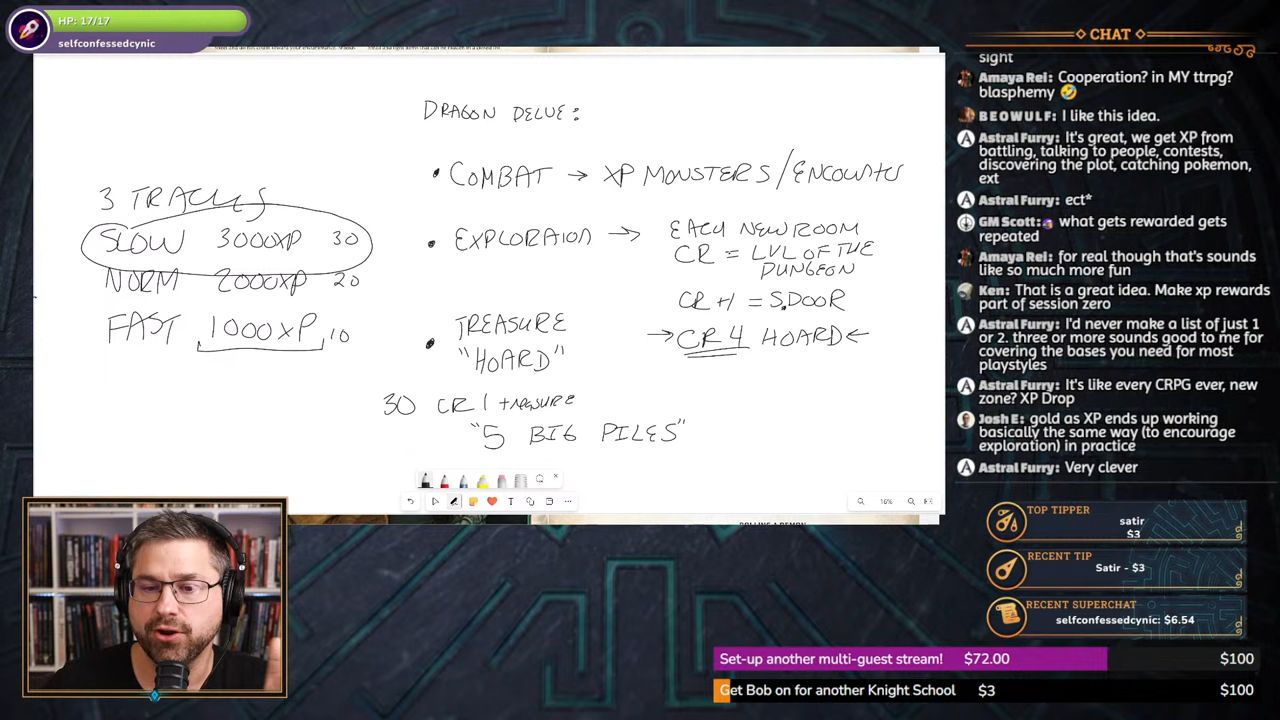 HP: 17/17
selfconfessedcynic
DRAGON DELVE:
• COMBAT → XP MONSTERS/ENCOUNTER
3 TRACKS
SLOW 3000XP 30
NORM 2000XP 20
FAST 1000XP 10
• EXPLORAION → EACH NEW ROOM
CR = LVL OF THE
DUNGEON
CR+1 = S.DOOR
• TREASURE
"HOARD"
→ CR 4 HOARD ←
30 CR 1 TREASURE
"5 BIG PILES"
16%
CHAT
sight
Amaya Rei: Cooperation? in MY ttrpg?
blasphemy 🤣
BEOWULF: I like this idea.
Astral Furry: It's great, we get XP from
battling, talking to people, contests,
discovering the plot, catching pokemon,
ext
Astral Furry: ect*
GM Scott: what gets rewarded gets
repeated
Amaya Rei: for real though that's sounds
like so much more fun
Ken: That is a great idea. Make xp rewards
part of session zero
Astral Furry: I'd never make a list of just 1
or 2. three or more sounds good to me for
covering the bases you need for most
playstyles
Astral Furry: It's like every CRPG ever, new
zone? XP Drop
Josh E: gold as XP ends up working
basically the same way (to encourage
exploration) in practice
Astral Furry: Very clever
TOP TIPPER
satir
$3
RECENT TIP
Satir - $3
RECENT SUPERCHAT
selfconfessedcynic: $6.54
Set-up another multi-guest stream! $72.00 $100
Get Bob on for another Knight School $3 $100